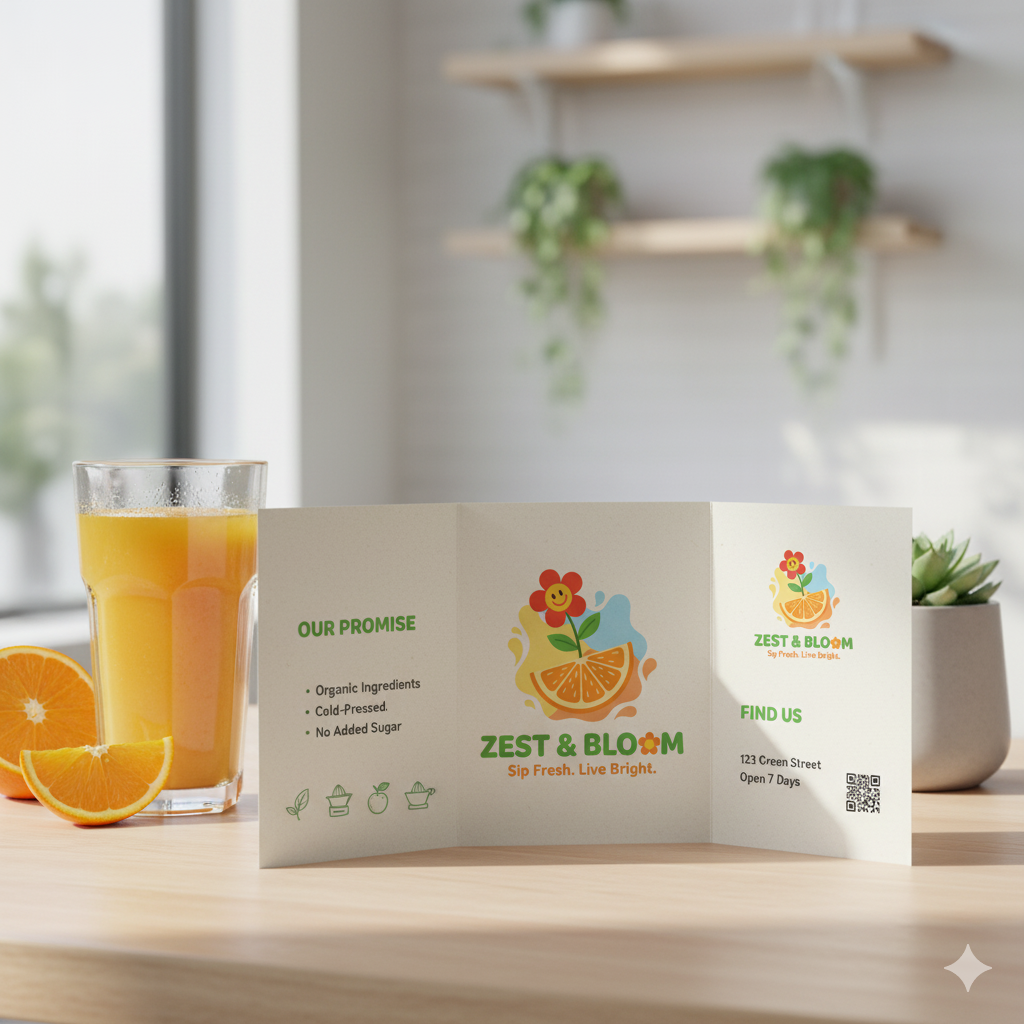 OUR PROMISE
• Organic Ingredients
• Cold-Pressed.
• No Added Sugar
ZEST & BLOOM
Sip Fresh. Live Bright.
ZEST & BLOOM
Sip Fresh. Live bright.
FIND US
123 Creen Street
Open 7 Days